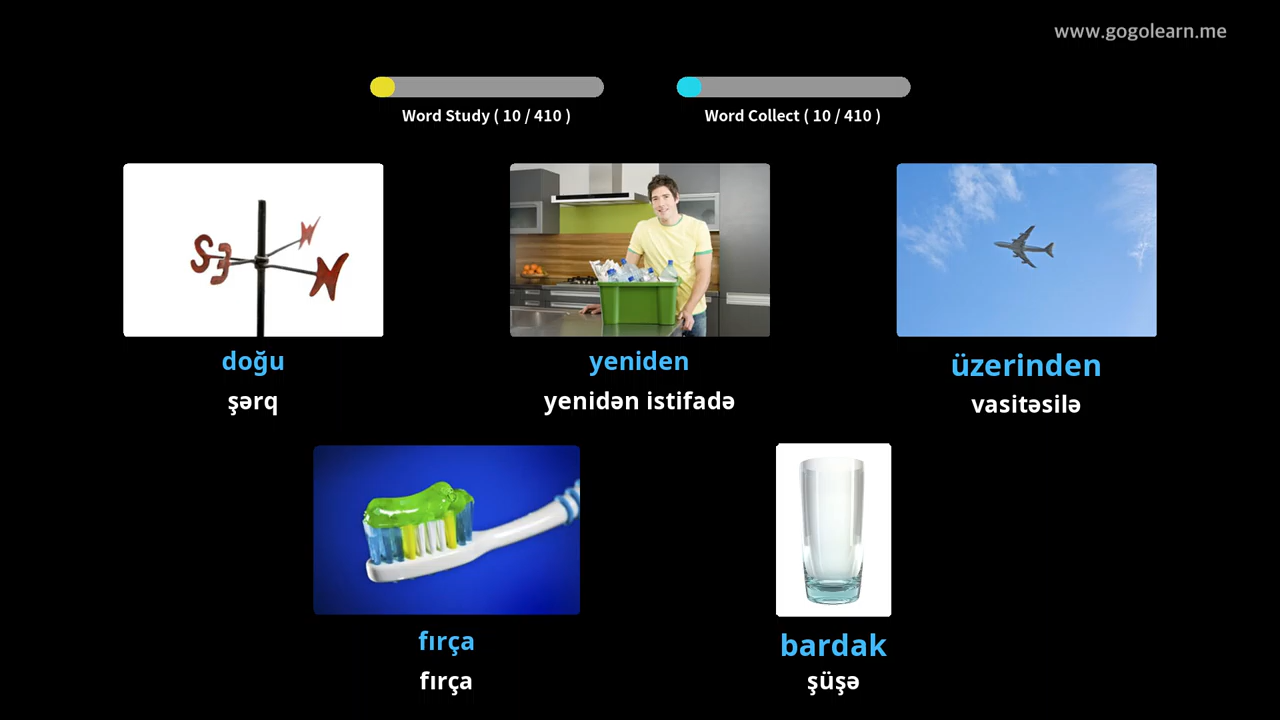 www.gogolearn.me
Word Study ( 10 / 410 )
Word Collect ( 10 / 410 )
doğu
şərq
yeniden
yenidən istifadə
üzerinden
vasitəsilə
fırça
fırça
bardak
şüşə